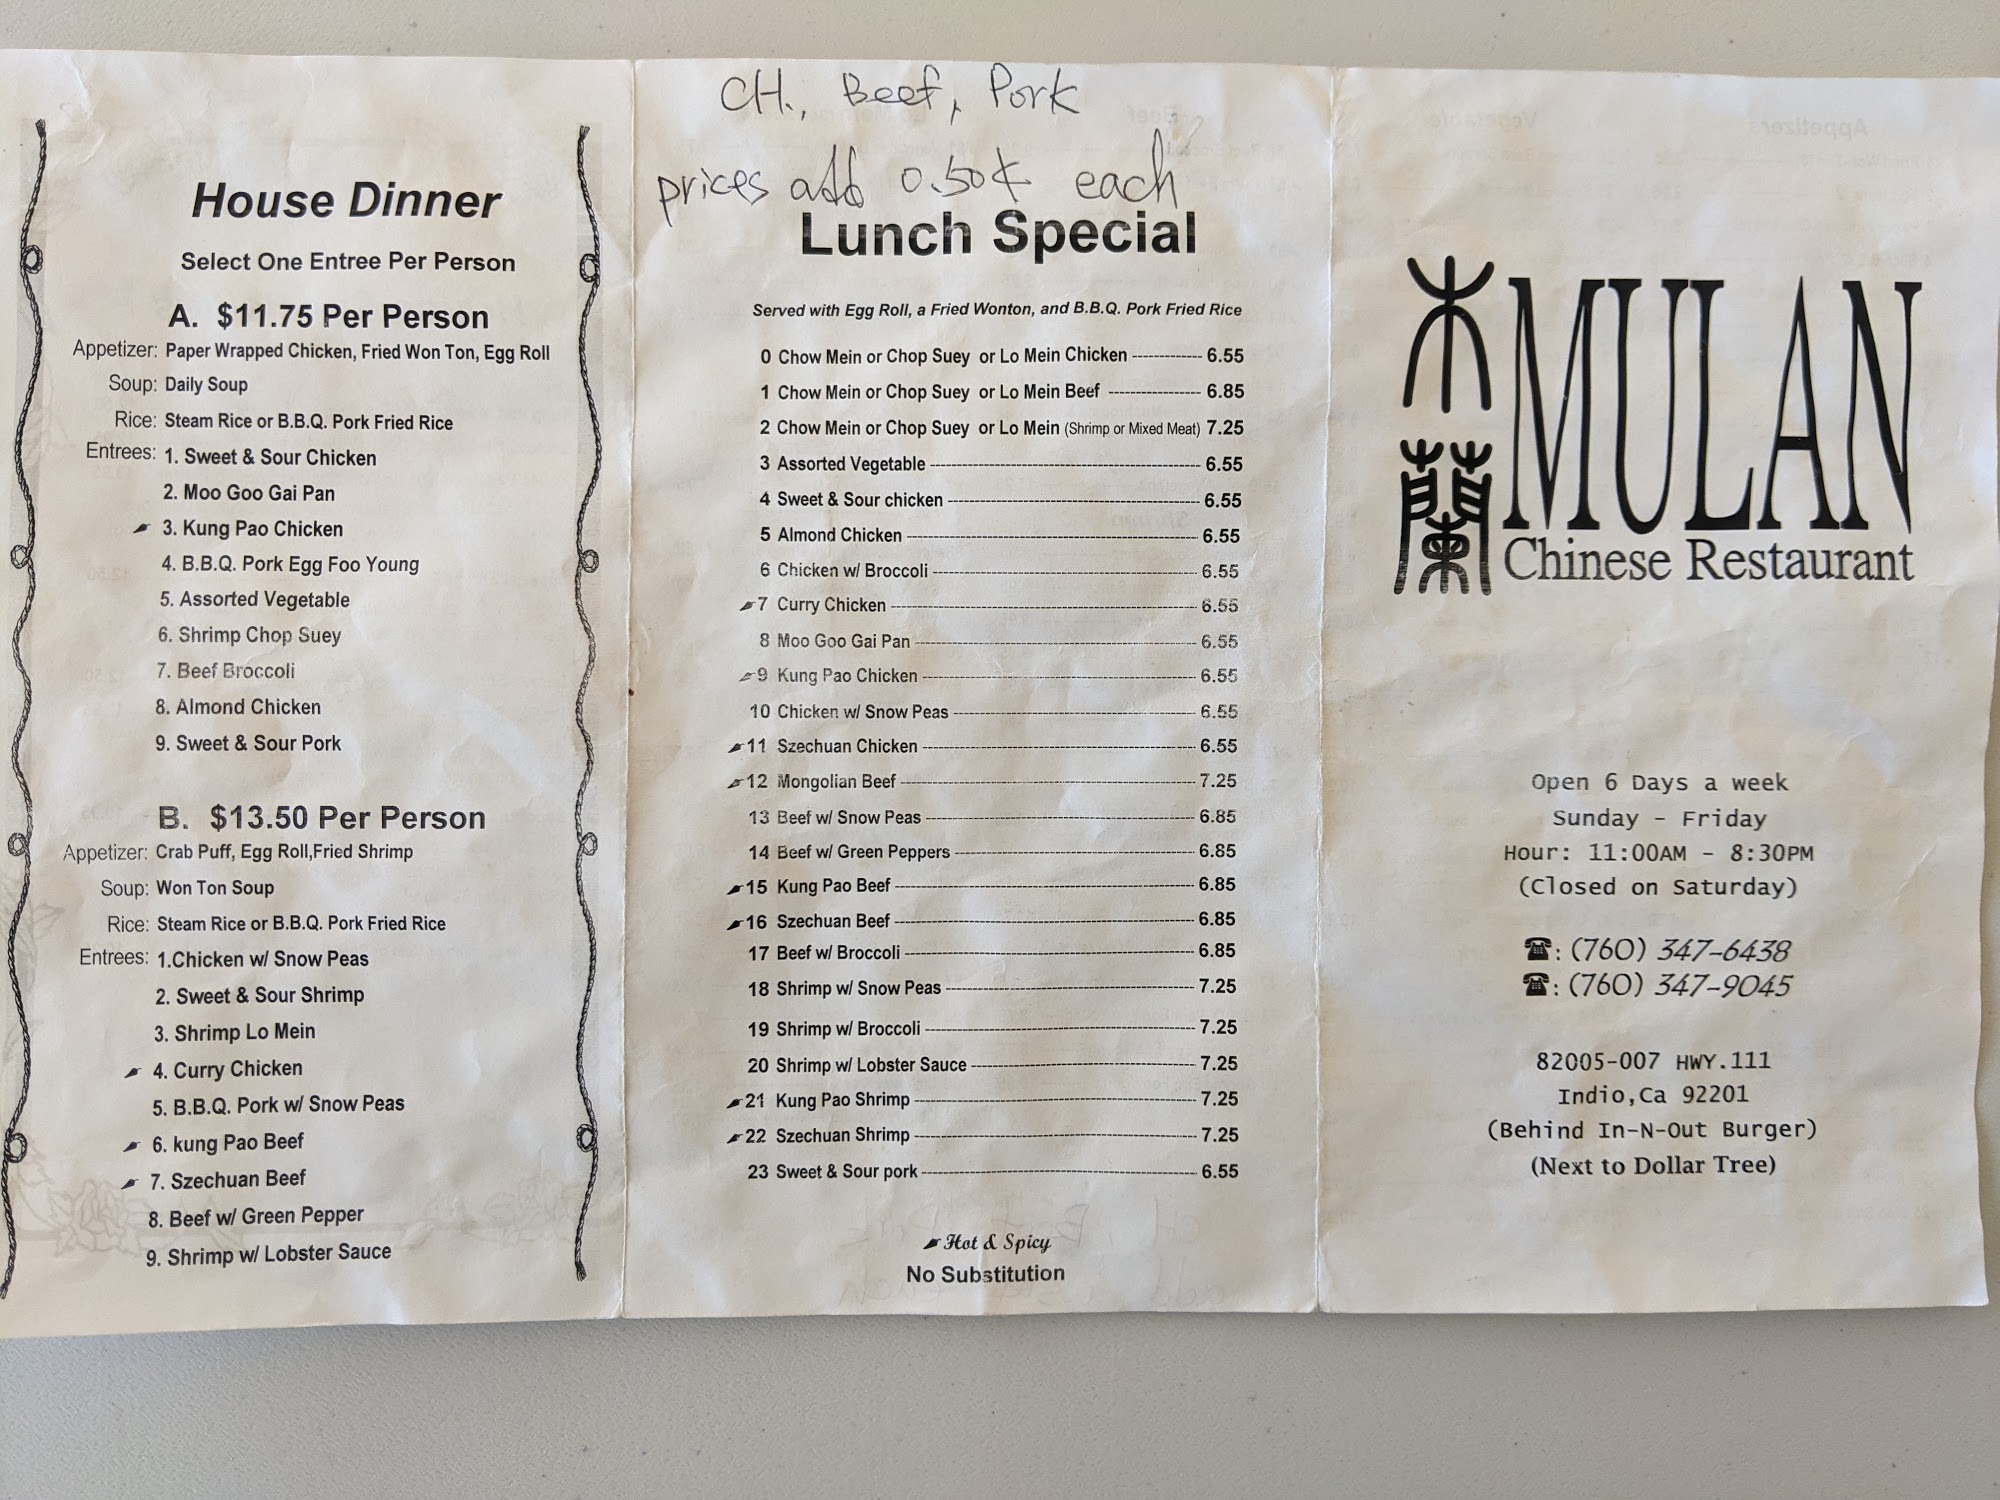 House Dinner
Select One Entree Per Person
A. $11.75 Per Person
Appetizer: Paper Wrapped Chicken, Fried Won Ton, Egg Roll
Soup: Daily Soup
Rice: Steam Rice or B.B.Q. Pork Fried Rice
Entrees: 1. Sweet & Sour Chicken
2. Moo Goo Gai Pan
3. Kung Pao Chicken
4. B.B.Q. Pork Egg Foo Young
5. Assorted Vegetable
6. Shrimp Chop Suey
7. Beef Broccoli
8. Almond Chicken
9. Sweet & Sour Pork
B. $13.50 Per Person
Appetizer: Crab Puff, Egg Roll,Fried Shrimp
Soup: Won Ton Soup
Rice: Steam Rice or B.B.Q. Pork Fried Rice
Entrees: 1.Chicken w/ Snow Peas
2. Sweet & Sour Shrimp
3. Shrimp Lo Mein
4. Curry Chicken
5. B.B.Q. Pork w/ Snow Peas
6. kung Pao Beef
7. Szechuan Beef
8. Beef w/ Green Pepper
9. Shrimp w/ Lobster Sauce
CH., Beef, Pork
prices add 0.50¢ each
Lunch Special
Served with Egg Roll, a Fried Wonton, and B.B.Q. Pork Fried Rice
0 Chow Mein or Chop Suey or Lo Mein Chicken 6.55
1 Chow Mein or Chop Suey or Lo Mein Beef 6.85
2 Chow Mein or Chop Suey or Lo Mein (Shrimp or Mixed Meat) 7.25
3 Assorted Vegetable 6.55
4 Sweet & Sour chicken 6.55
5 Almond Chicken 6.55
6 Chicken w/ Broccoli 6.55
7 Curry Chicken 6.55
8 Moo Goo Gai Pan 6.55
9 Kung Pao Chicken 6.55
10 Chicken w/ Snow Peas 6.55
11 Szechuan Chicken 6.55
12 Mongolian Beef 7.25
13 Beef w/ Snow Peas 6.85
14 Beef w/ Green Peppers 6.85
15 Kung Pao Beef 6.85
16 Szechuan Beef 6.85
17 Beef w/ Broccoli 6.85
18 Shrimp w/ Snow Peas 7.25
19 Shrimp w/ Broccoli 7.25
20 Shrimp w/ Lobster Sauce 7.25
21 Kung Pao Shrimp 7.25
22 Szechuan Shrimp 7.25
23 Sweet & Sour pork 6.55
Hot & Spicy
No Substitution
木蘭 MULAN
Chinese Restaurant
Open 6 Days a week
Sunday - Friday
Hour: 11:00AM - 8:30PM
(Closed on Saturday)
☎: (760) 347-6438
☎: (760) 347-9045
82005-007 HWY.111
Indio,Ca 92201
(Behind In-N-Out Burger)
(Next to Dollar Tree)